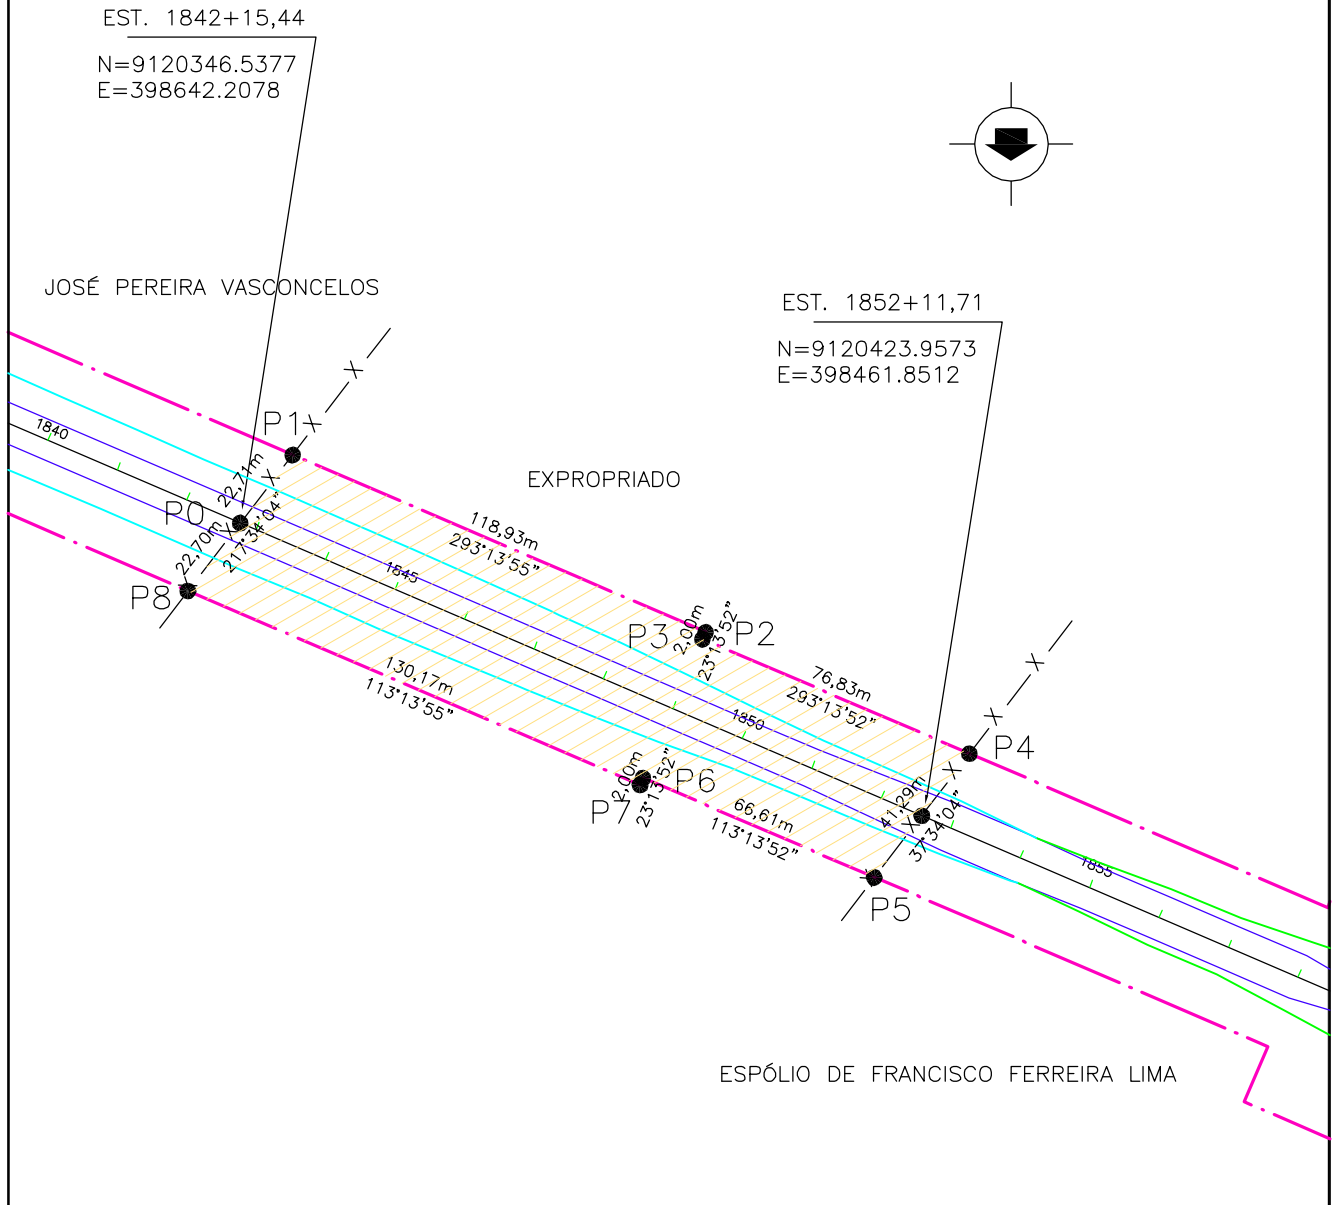 EST. 1842+15,44
N=9120346.5377
E=398642.2078
JOSÉ PEREIRA VASCONCELOS
EST. 1852+11,71
N=9120423.9573
E=398461.8512
1840
P1
X
X
X
X
22,71m
EXPROPRIADO
P0
217°34'04"
22,70m
118,93m
293°13'55"
1845
P8
P3
2,00m
23°13'52"
P2
130,17m
113°13'55"
76,83m
293°13'52"
1850
X
X
P4
X
X
2,00m
23°13'52"
P6
P7
66,61m
113°13'52"
41,29m
37°34'04"
1855
P5
ESPÓLIO DE FRANCISCO FERREIRA LIMA